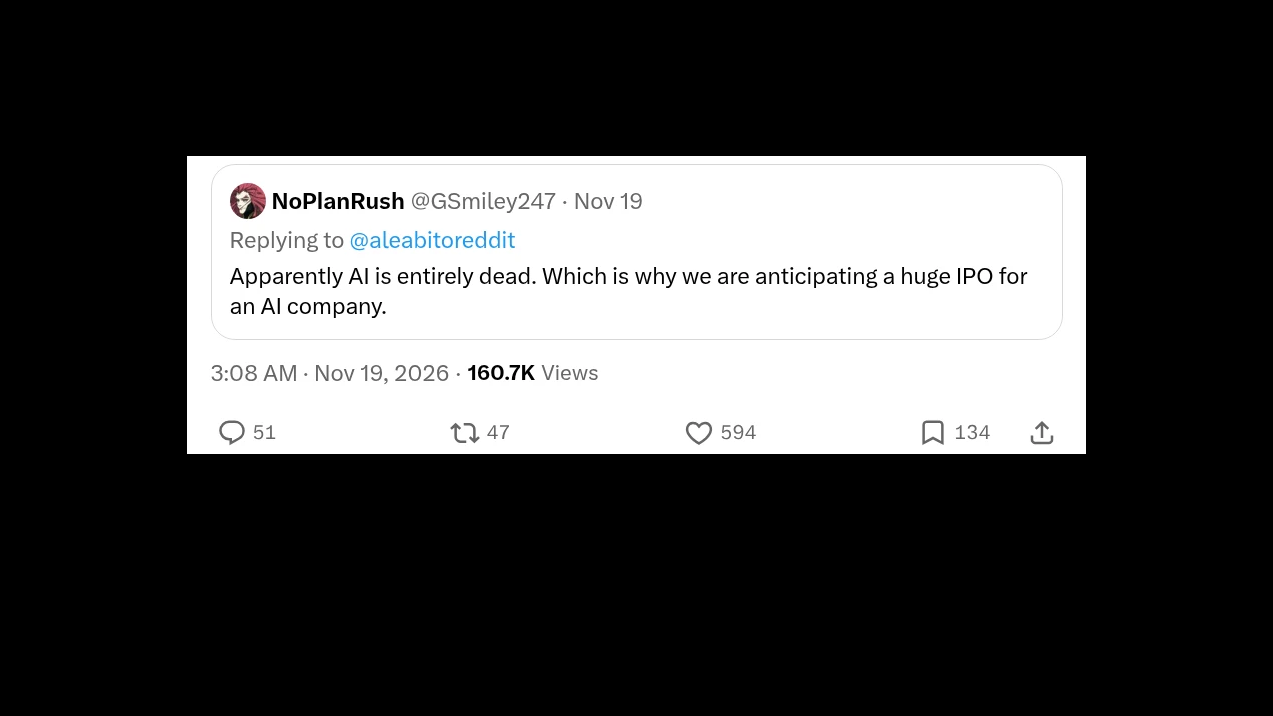 NoPlanRush @GSmiley247 · Nov 19
Replying to @aleabitoreddit
Apparently AI is entirely dead. Which is why we are anticipating a huge IPO for
an AI company.
3:08 AM · Nov 19, 2026 · 160.7K Views
51 47 594 134